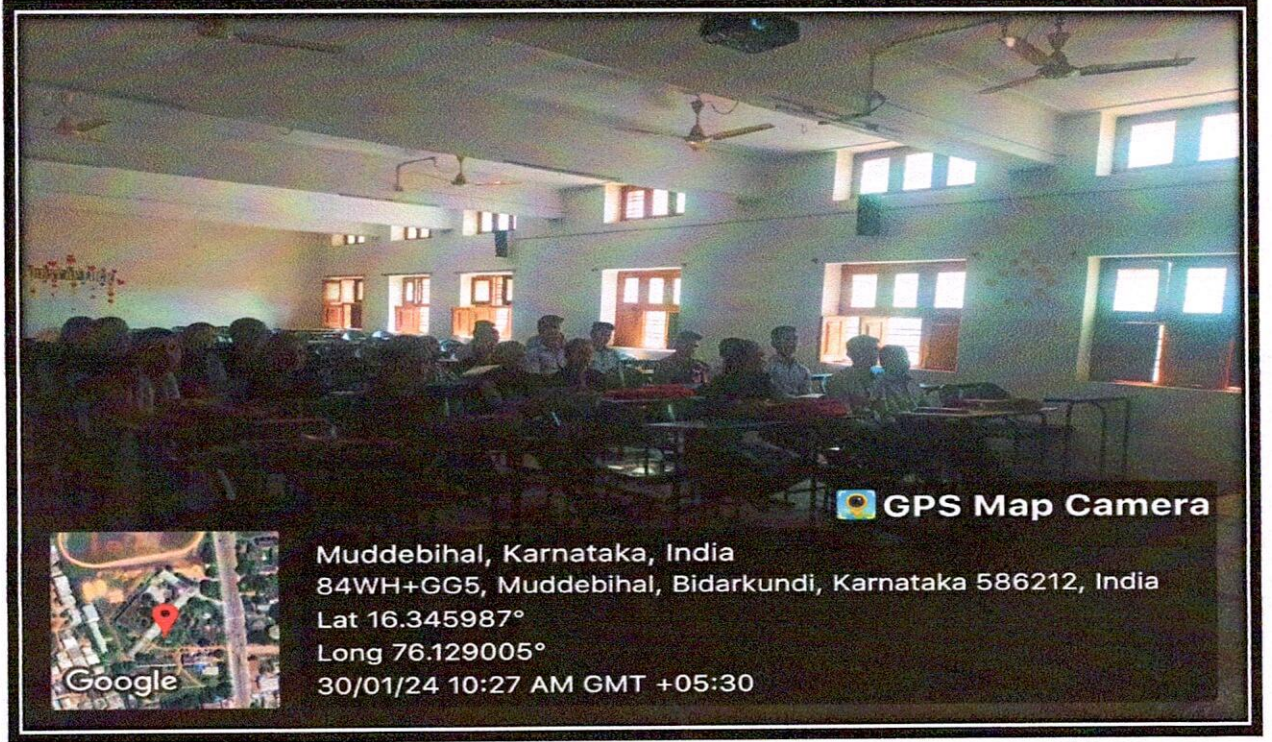 GPS Map Camera
Muddebihal, Karnataka, India
84WH+GG5, Muddebihal, Bidarkundi, Karnataka 586212, India
Lat 16.345987°
Long 76.129005°
30/01/24 10:27 AM GMT +05:30
Google